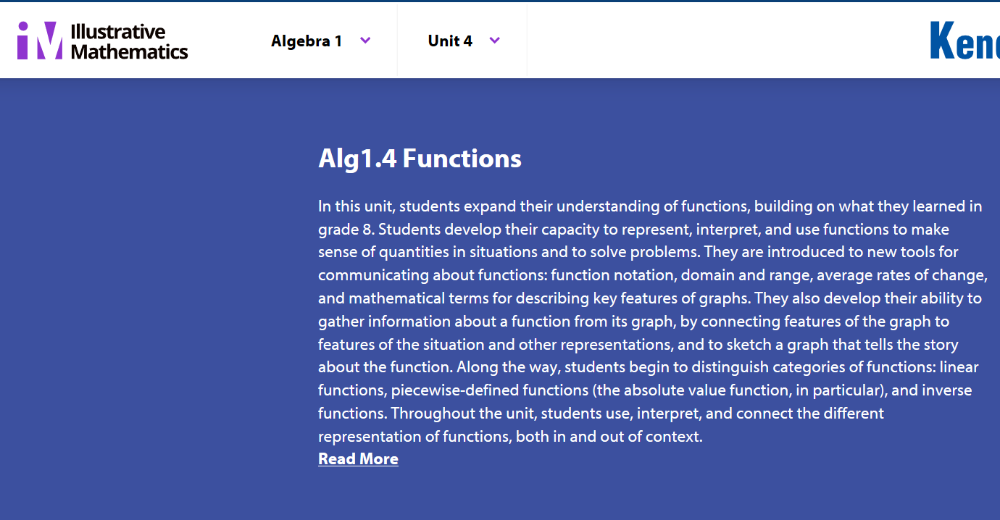 Illustrative
Mathematics
Algebra 1
Unit 4
Alg1.4 Functions
In this unit, students expand their understanding of functions, building on what they learned in
grade 8. Students develop their capacity to represent, interpret, and use functions to make
sense of quantities in situations and to solve problems. They are introduced to new tools for
communicating about functions: function notation, domain and range, average rates of change,
and mathematical terms for describing key features of graphs. They also develop their ability to
gather information about a function from its graph, by connecting features of the graph to
features of the situation and other representations, and to sketch a graph that tells the story
about the function. Along the way, students begin to distinguish categories of functions: linear
functions, piecewise-defined functions (the absolute value function, in particular), and inverse
functions. Throughout the unit, students use, interpret, and connect the different
representation of functions, both in and out of context.
Read More